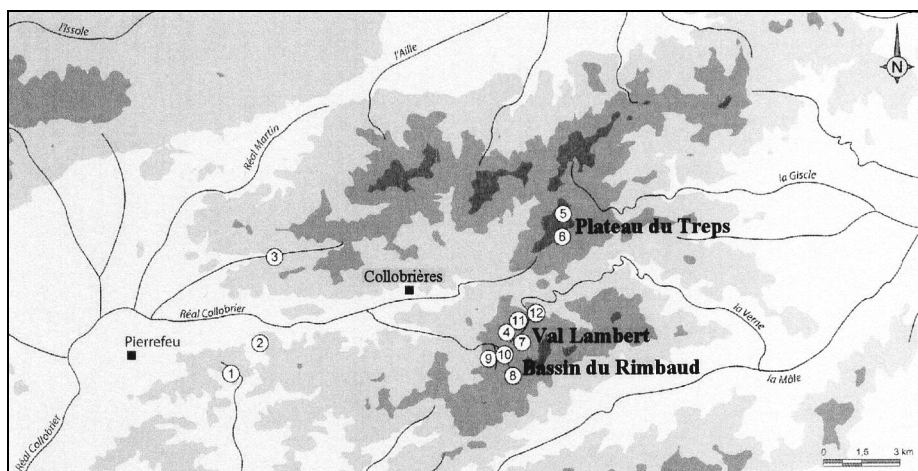 l'Issole
l'Aille
N
Réal Martin
la Giscle
5
Plateau du Treps
6
3
Collobrières
Réal Collobrier
12
11
la Verne
4
Val Lambert
7
2
Pierrefeu
10
9
Bassin du Rimbaud
1
8
la Môle
Réal Collobrier
0 1,5 3 km